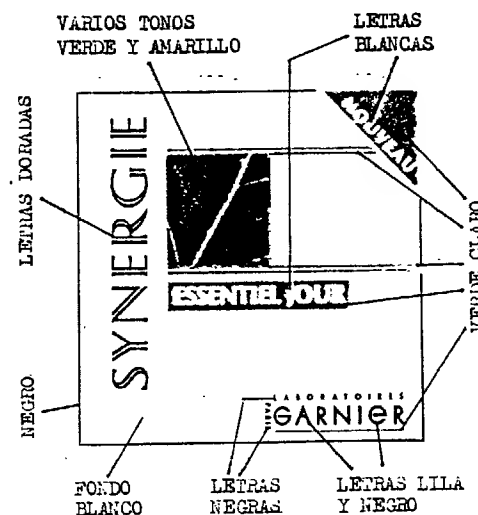 VARIOS TONOS
VERDE Y AMARILLO
LETRAS
BLANCAS
NOUVEAU
LETRAS DORADAS
SYNERGIE
VERDE CLARO
ESSENTIEL JOUR
NEGRO
LABORATOIRES
PARIS
GARNIER
FONDO
BLANCO
LETRAS
NEGRAS
LETRAS LILA
Y NEGRO